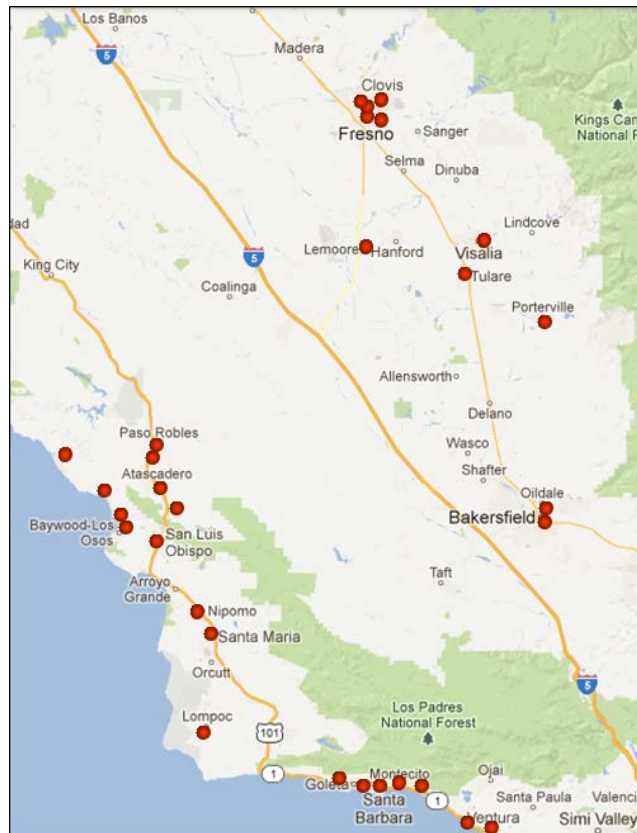 Los Banos
5
Madera
Clovis
Fresno
Sanger
Kings Can
National F
Selma
Dinuba
Lindcove
Lemoore
Hanford
Visalia
dad
5
King City
Tulare
Coalinga
Porterville
Allensworth
Delano
Paso Robles
Wasco
Atascadero
Shafter
Oildale
Bakersfield
Baywood-Los
Osos
San Luis
Obispo
Taft
Arroyo
Grande
Nipomo
Santa Maria
Orcutt
5
Los Padres
National Forest
Lompoc
101
1
Goleta
Montecito
Ojai
Santa
Barbara
1
Santa Paula
Valenci
Ventura
Simi Valley